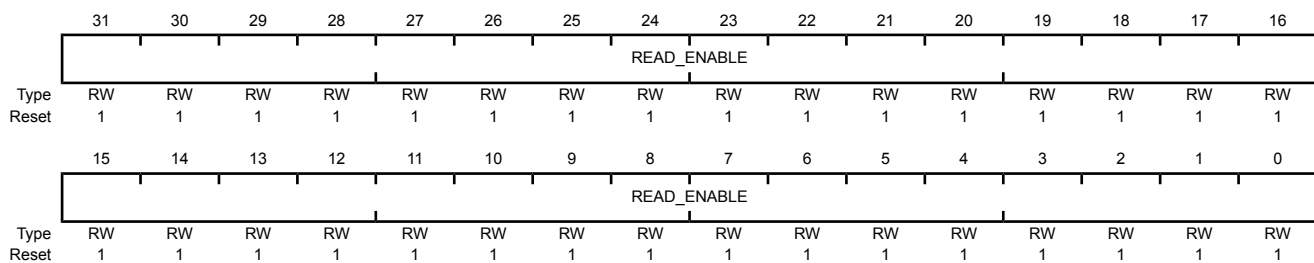 31 30 29 28 27 26 25 24 23 22 21 20 19 18 17 16
READ_ENABLE
Type RW RW RW RW RW RW RW RW RW RW RW RW RW RW RW RW
Reset 1 1 1 1 1 1 1 1 1 1 1 1 1 1 1 1
15 14 13 12 11 10 9 8 7 6 5 4 3 2 1 0
READ_ENABLE
Type RW RW RW RW RW RW RW RW RW RW RW RW RW RW RW RW
Reset 1 1 1 1 1 1 1 1 1 1 1 1 1 1 1 1